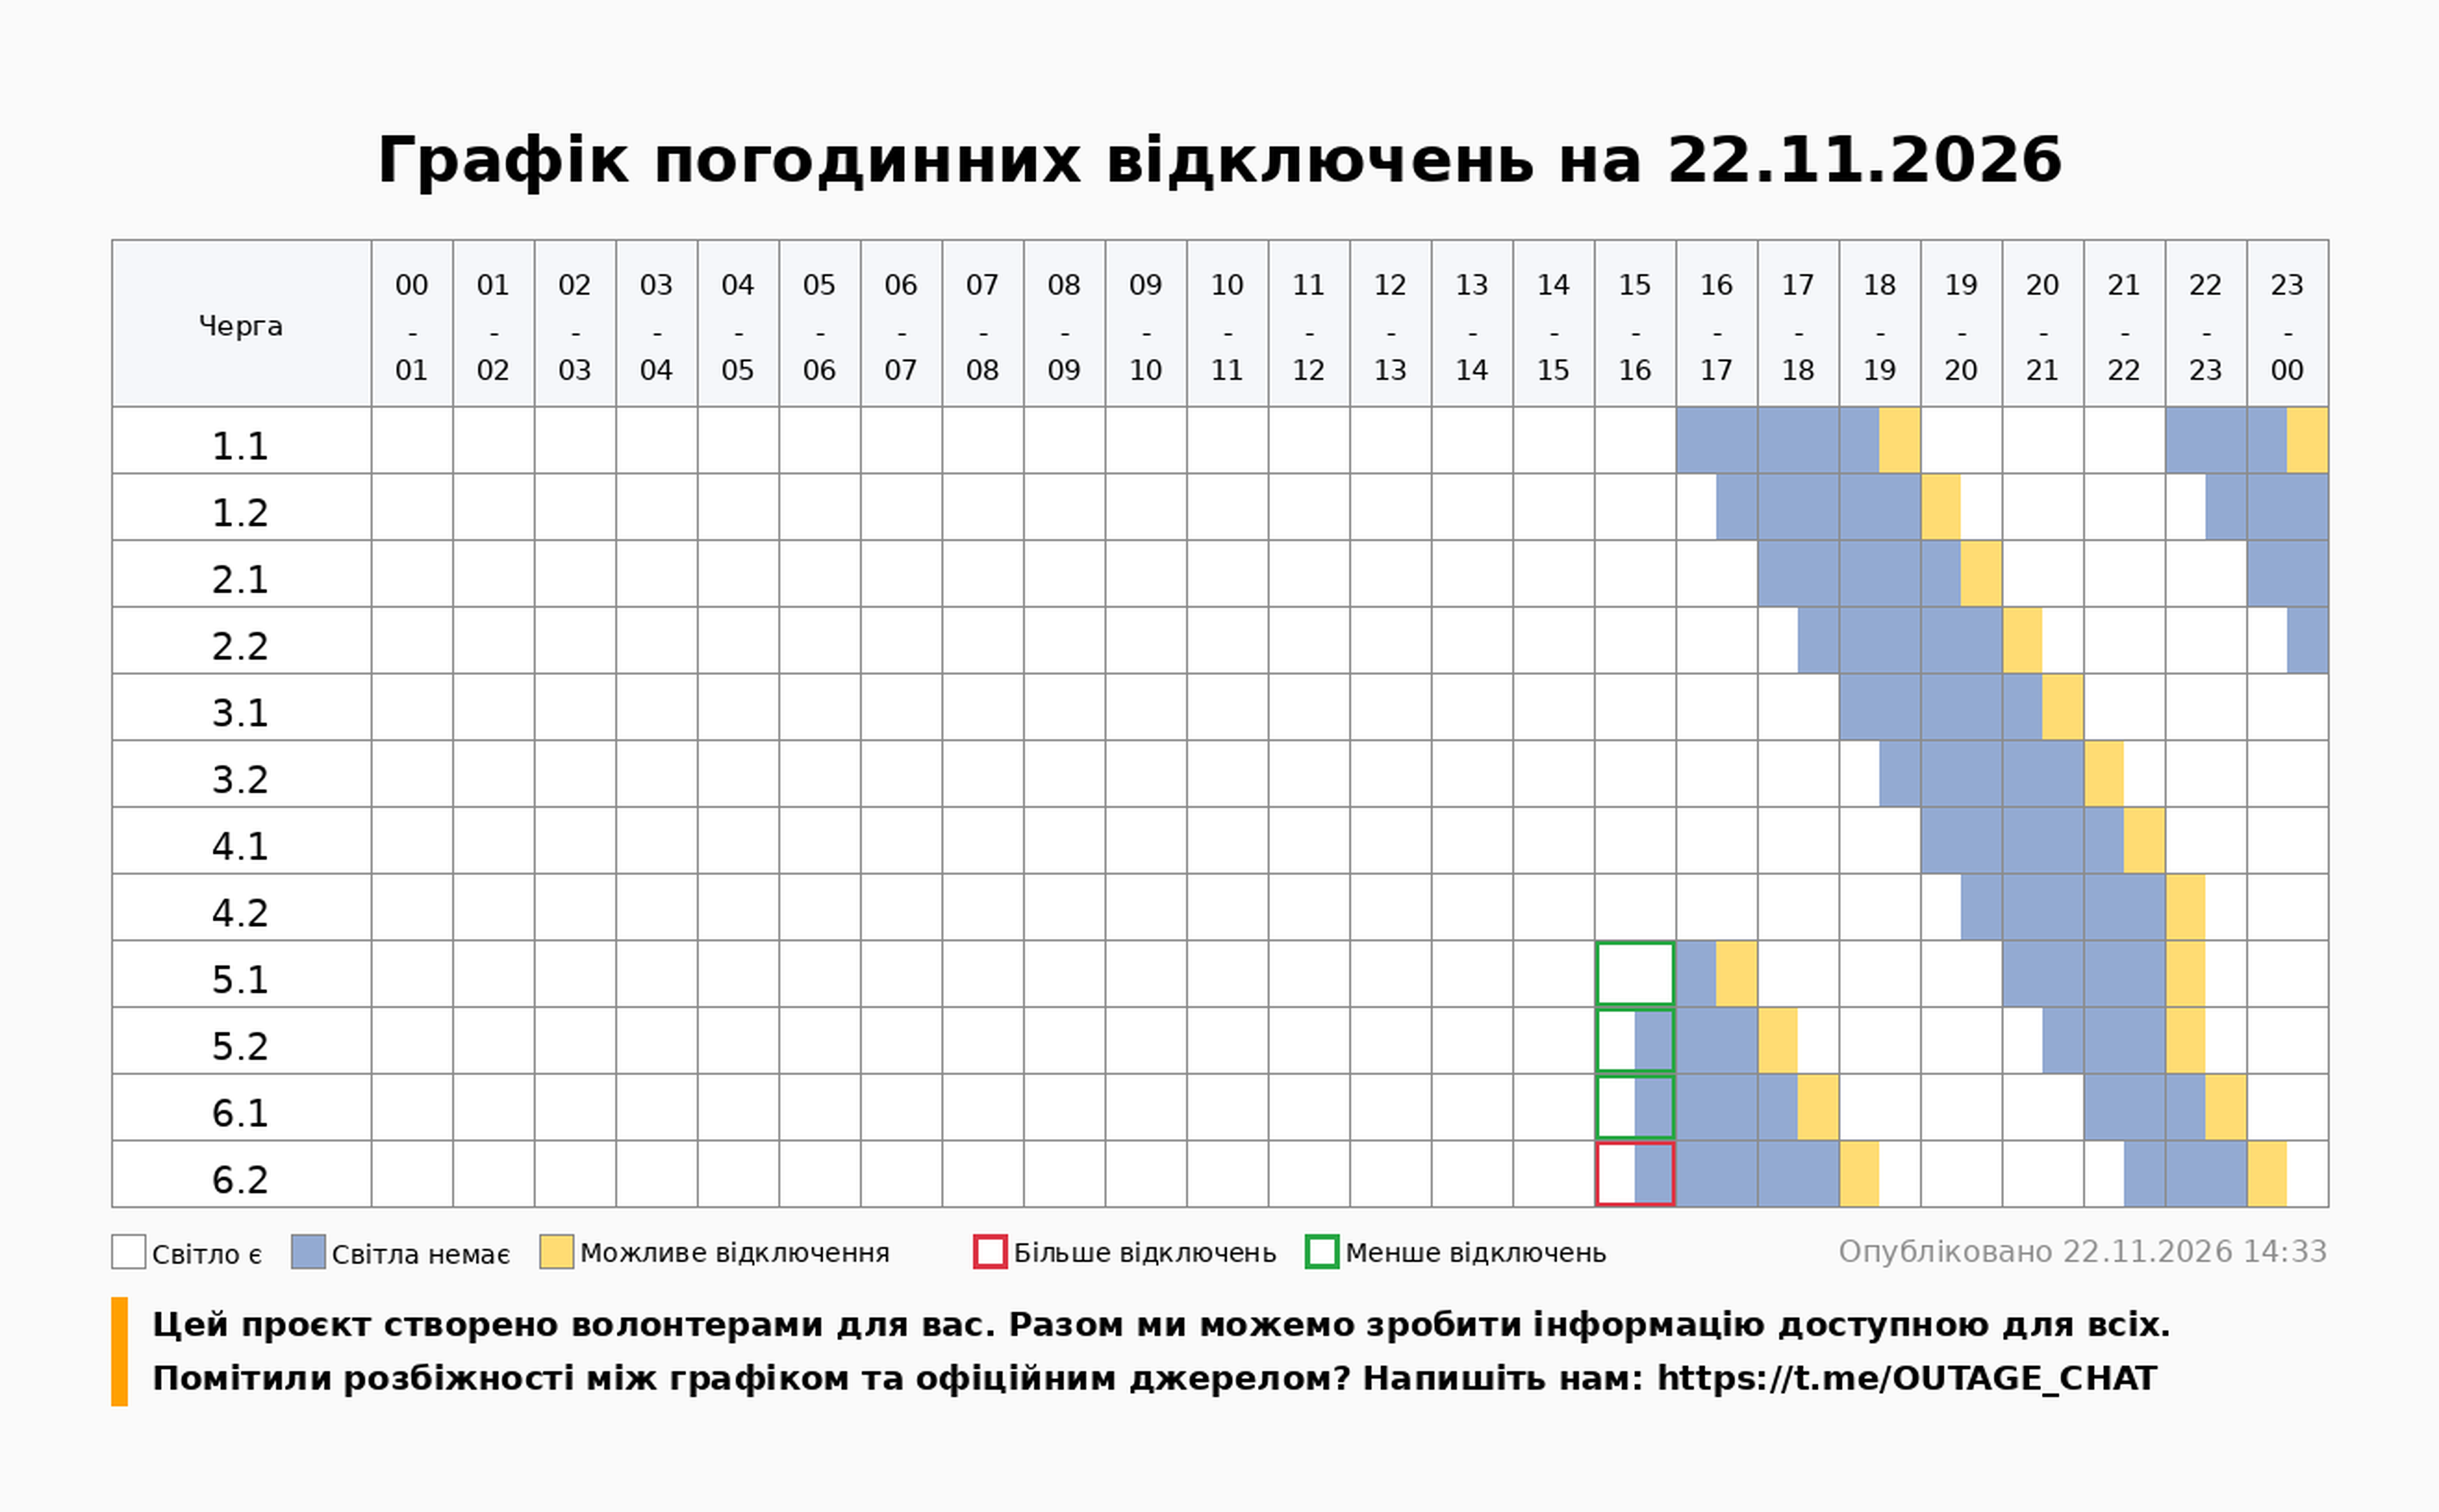 Графік погодинних відключень на 22.11.2026
Черга 00 - 01 01 - 02 02 - 03 03 - 04 04 - 05 05 - 06 06 - 07 07 - 08 08 - 09 09 - 10 10 - 11 11 - 12 12 - 13 13 - 14 14 - 15 15 - 16 16 - 17 17 - 18 18 - 19 19 - 20 20 - 21 21 - 22 22 - 23 23 - 00
1.1
1.2
2.1
2.2
3.1
3.2
4.1
4.2
5.1
5.2
6.1
6.2
Світло є Світла немає Можливе відключення Більше відключень Менше відключень Опубліковано 22.11.2026 14:33
Цей проєкт створено волонтерами для вас. Разом ми можемо зробити інформацію доступною для всіх.
Помітили розбіжності між графіком та офіційним джерелом? Напишіть нам: https://t.me/OUTAGE_CHAT